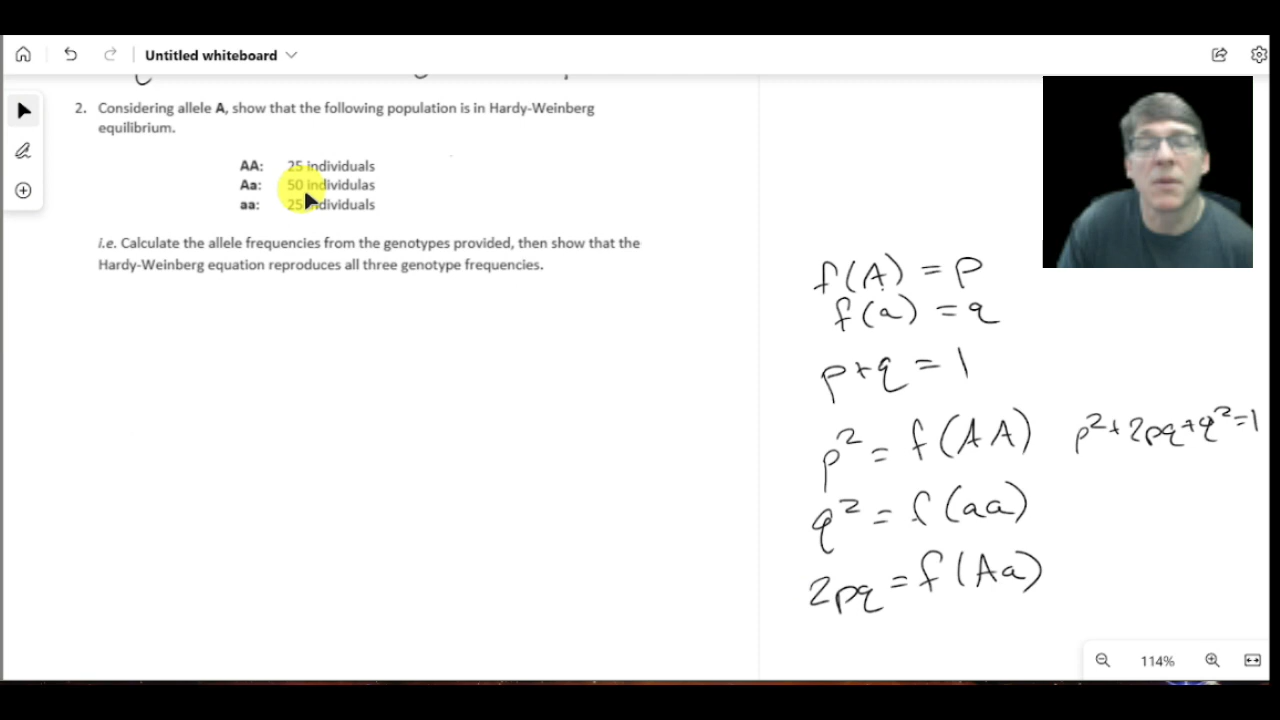 Untitled whiteboard
2. Considering allele A, show that the following population is in Hardy-Weinberg
equilibrium.
AA: 25 individuals
Aa: 50 individulas
aa: 25 individuals
i.e. Calculate the allele frequencies from the genotypes provided, then show that the
Hardy-Weinberg equation reproduces all three genotype frequencies.
f(A) = p
f(a) = q
p+q = 1
p² = f(AA) p²+2pq+q²=1
q² = f(aa)
2pq = f(Aa)
114%